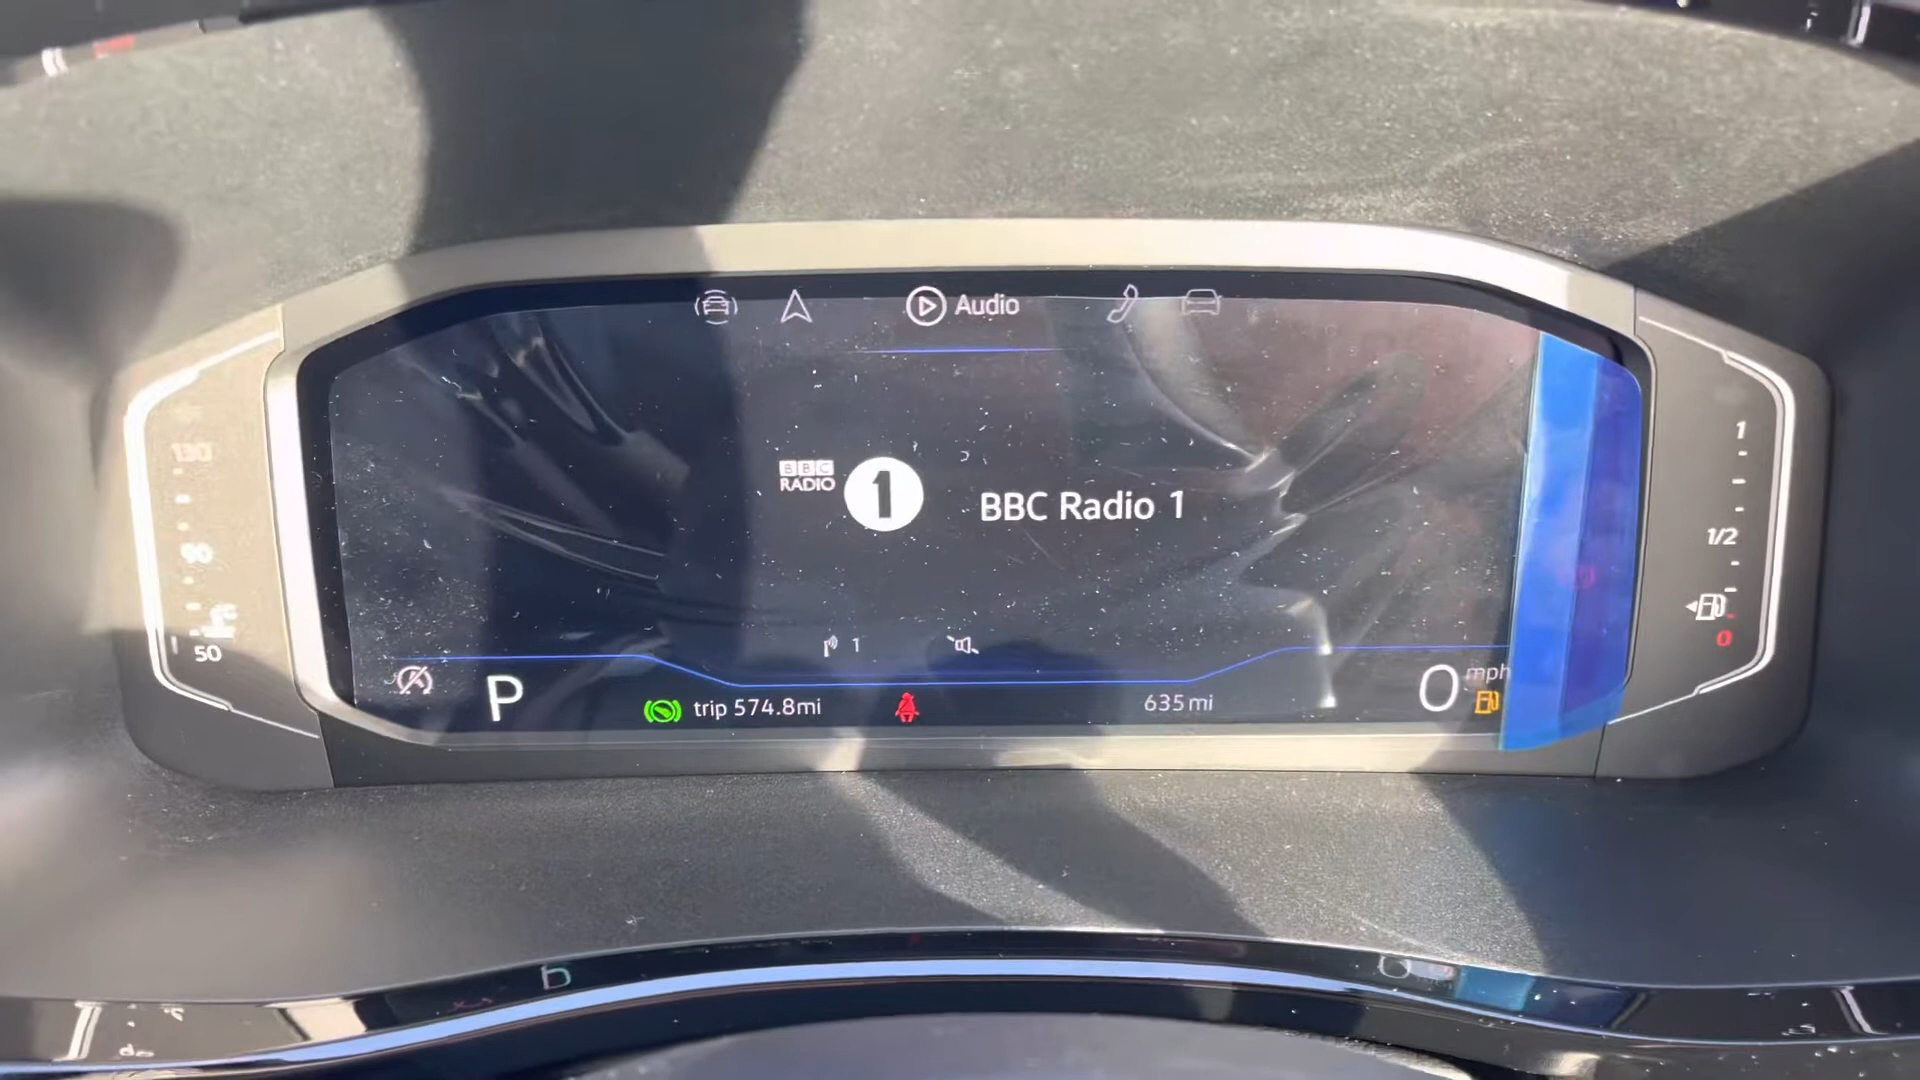 Audio
130
90
50
BBC
RADIO
1
BBC Radio 1
1
1
1/2
0
P
trip 574.8mi
635 mi
0 mph